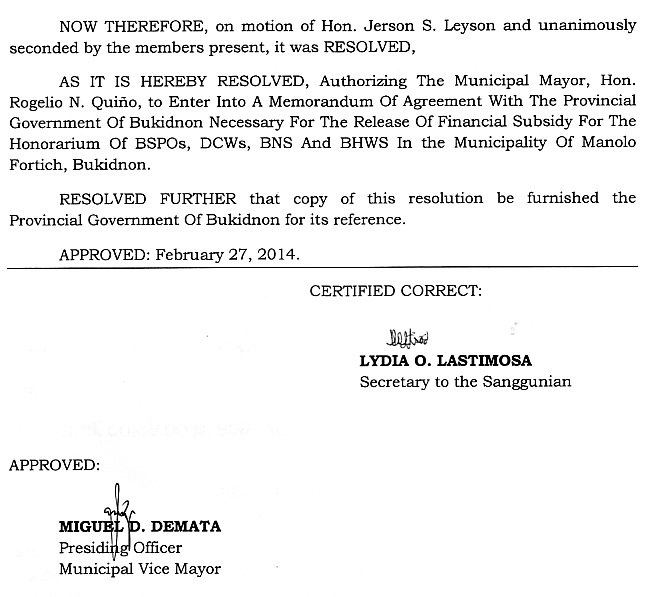 NOW THEREFORE, on motion of Hon. Jerson S. Leyson and unanimously
seconded by the members present, it was RESOLVED,
AS IT IS HEREBY RESOLVED, Authorizing The Municipal Mayor, Hon.
Rogelio N. Quiño, to Enter Into A Memorandum Of Agreement With The Provincial
Government Of Bukidnon Necessary For The Release Of Financial Subsidy For The
Honorarium Of BSPOs, DCWs, BNS And BHWS In the Municipality Of Manolo
Fortich, Bukidnon.
RESOLVED FURTHER that copy of this resolution be furnished the
Provincial Government Of Bukidnon for its reference.
APPROVED: February 27, 2014.
CERTIFIED CORRECT:
LYDIA O. LASTIMOSA
Secretary to the Sanggunian
APPROVED:
MIGUEL D. DEMATA
Presiding Officer
Municipal Vice Mayor